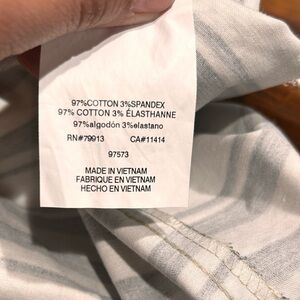 97%COTTON 3%SPANDEX
97% COTTON 3% ÉLASTHANNE
97%algodón 3%elastano
RN#79913 CA#11414
97573
MADE IN VIETNAM
FABRIQUE EN VIETNAM
HECHO EN VIETNAM